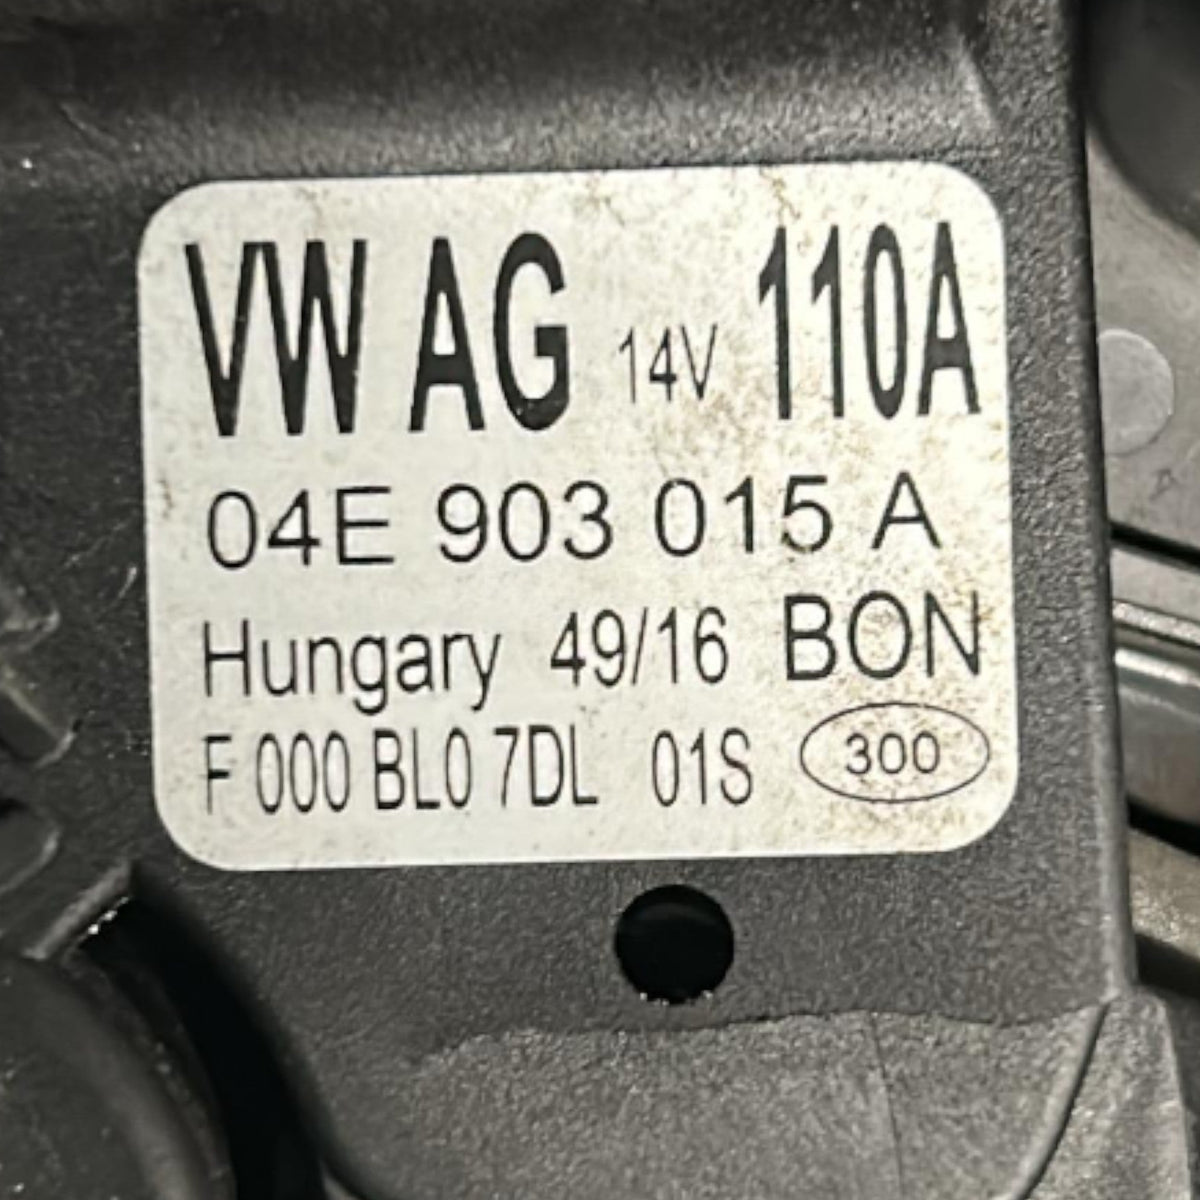 VW AG 14V 110A
04E 903 015 A
Hungary 49/16 BON
F 000 BL0 7DL 01S 300